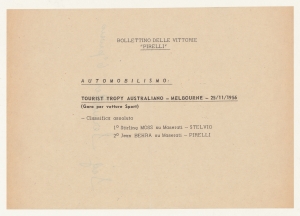 BOLLETTINO DELLE VITTORIE
"PIRELLI"
AUTOMOBILISMO:
TOURIST TROPY AUSTRALIANO - MELBOURNE - 25/11/1956
(Gara per vetture Sport)
- Classifica assoluta
1° Stirling MOSS su Maserati - STELVIO
2° Jean BEHRA su Maserati - PIRELLI